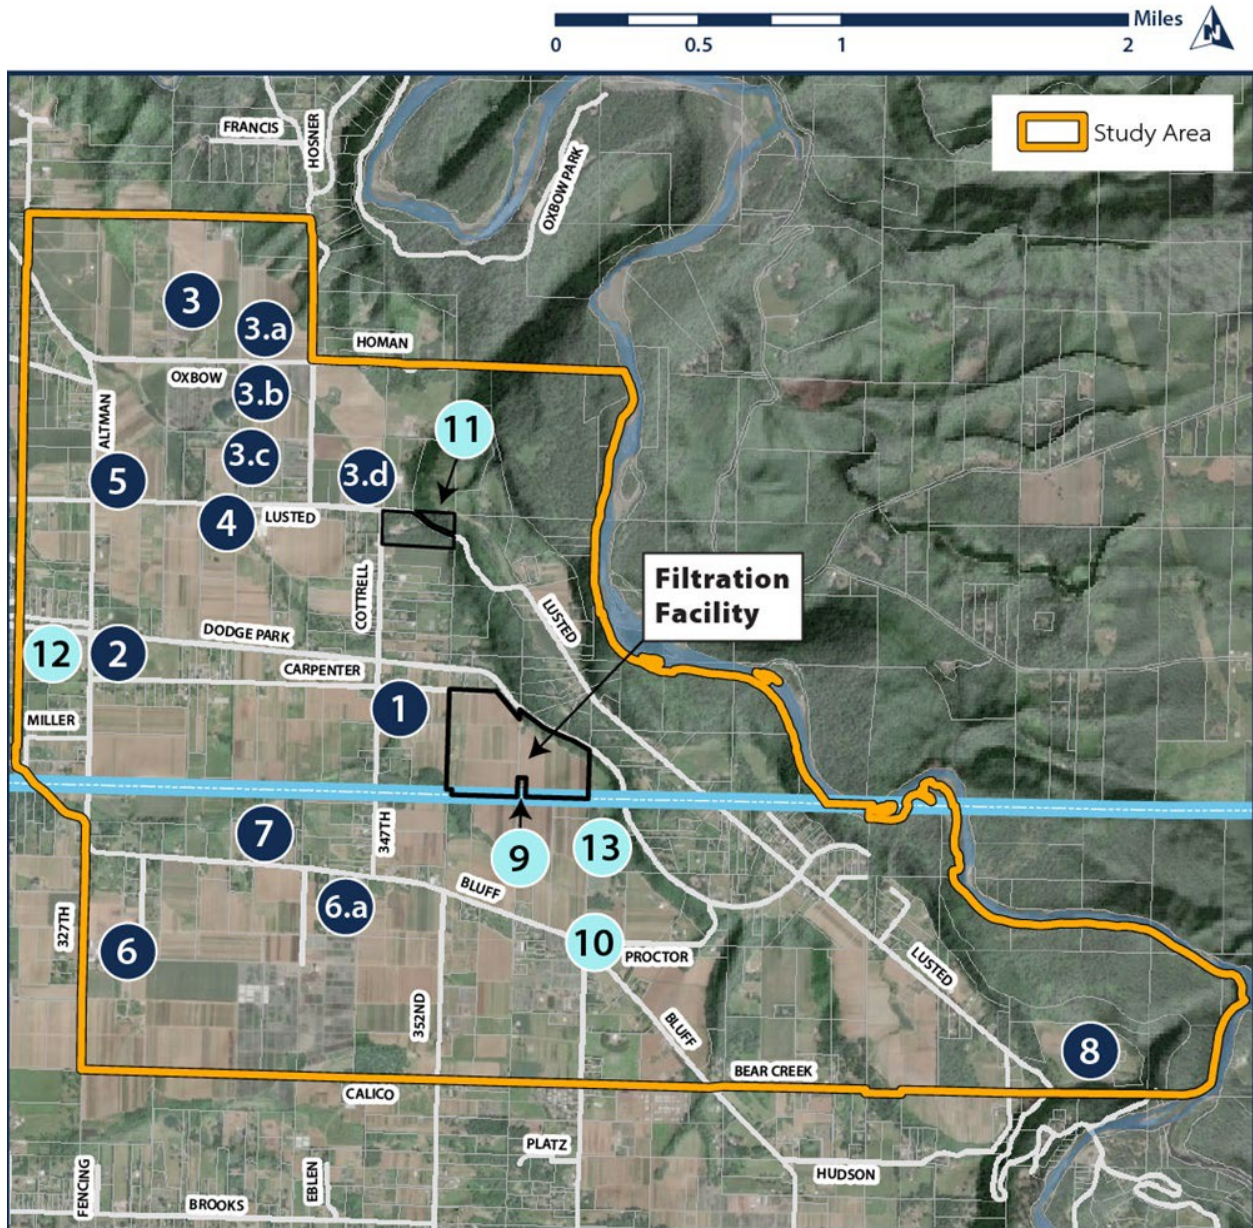 Miles
0 0.5 1 2
N
Study Area
FRANCIS
HOSNER
OXBOW PARK
3
3.a
HOMAN
OXBOW
3.b
ALTMAN
11
3.c
5
3.d
4
LUSTED
Filtration
Facility
COTTRELL
LUSTED
DODGE PARK
12
2
CARPENTER
1
MILLER
7
347TH
9
13
BLUFF
6.a
327TH
6
10
PROCTOR
LUSTED
352ND
BLUFF
8
BEAR CREEK
CALICO
PLATZ
HUDSON
FENCING
EBLEN
BROOKS